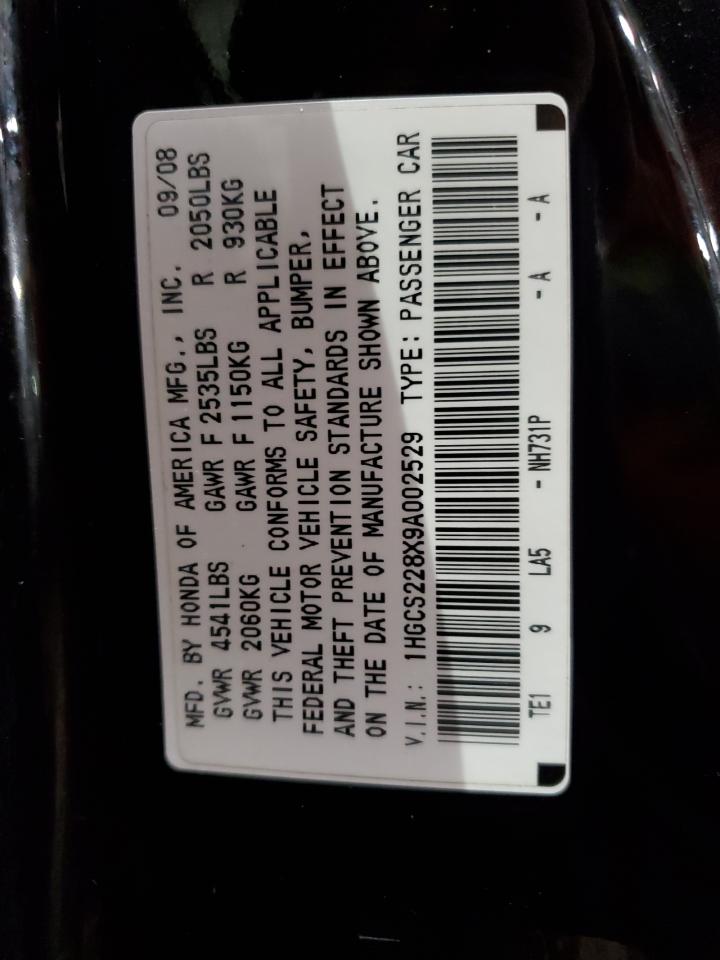 MFD. BY HONDA OF AMERICA MFG., INC. 09/08
GVWR 4541LBS GAWR F 2535LBS R 2050LBS
GVWR 2060KG GAWR F 1150KG R 930KG
THIS VEHICLE CONFORMS TO ALL APPLICABLE
FEDERAL MOTOR VEHICLE SAFETY, BUMPER,
AND THEFT PREVENTION STANDARDS IN EFFECT
ON THE DATE OF MANUFACTURE SHOWN ABOVE.
V.I.N.: 1HGCS228X9A002529 TYPE: PASSENGER CAR
TE1 9 LA5 - NH731P - A - A